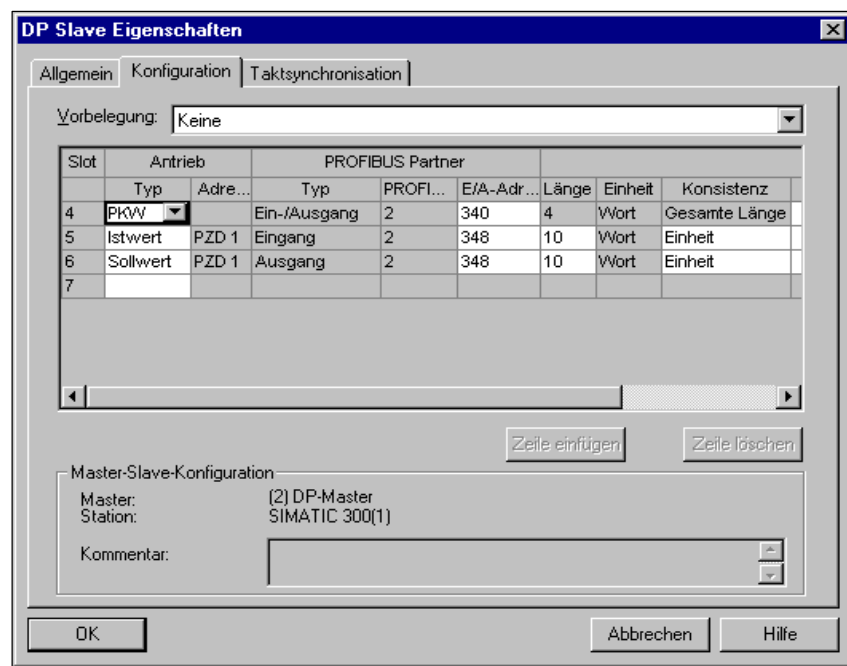 DP Slave Eigenschaften
Allgemein Konfiguration Taktsynchronisation
Vorbelegung: Keine
Slot Antrieb PROFIBUS Partner
Typ Adre... Typ PROFI... E/A-Adr... Länge Einheit Konsistenz
4 PKW Ein-/Ausgang 2 340 4 Wort Gesamte Länge
5 Istwert PZD 1 Eingang 2 348 10 Wort Einheit
6 Sollwert PZD 1 Ausgang 2 348 10 Wort Einheit
7
Zeile einfügen Zeile löschen
Master-Slave-Konfiguration
Master: (2) DP-Master
Station: SIMATIC 300(1)
Kommentar:
OK Abbrechen Hilfe